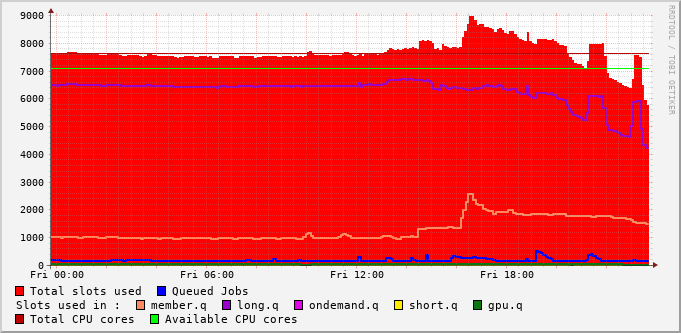 RRDTOOL / TOBI OETIKER
9000
8000
7000
6000
5000
4000
3000
2000
1000
0
Fri 00:00 Fri 06:00 Fri 12:00 Fri 18:00
Total slots used Queued Jobs
Slots used in : member.q long.q ondemand.q short.q gpu.q
Total CPU cores Available CPU cores